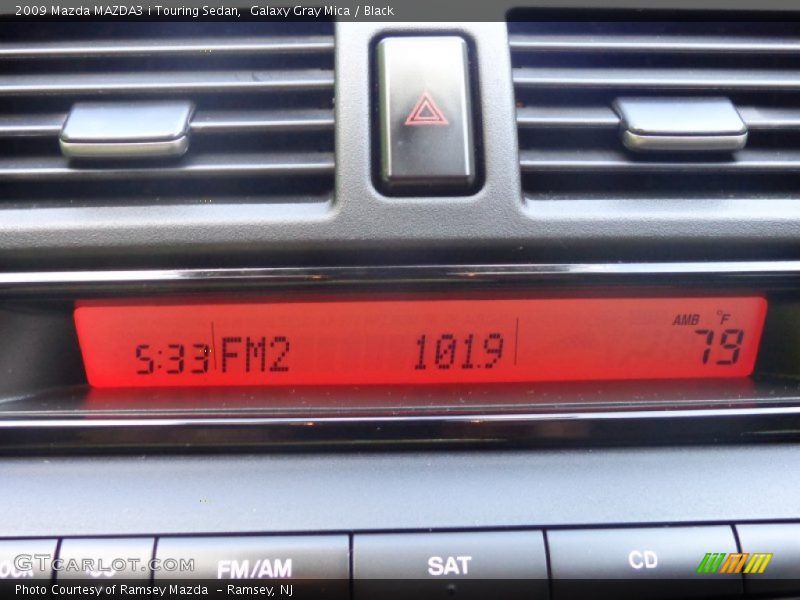 2009 Mazda MAZDA3 i Touring Sedan,  Galaxy Gray Mica / Black
AMB °F
5:33 FM2 101.9 79
FM/AM SAT CD
GTCARLOT.COM
Photo Courtesy of Ramsey Mazda  - Ramsey, NJ